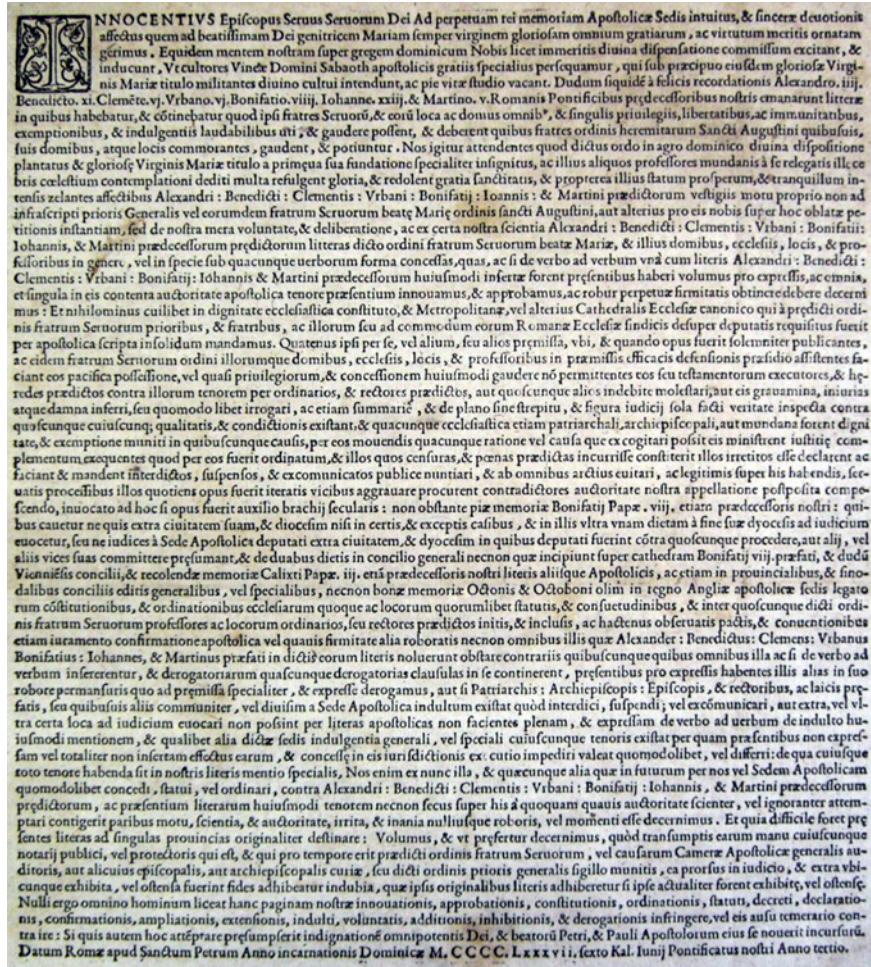 INNOCENTIVS Episcopus Seruus Seruorum Dei Ad perpetuam rei memoriam Apostolicæ Sedis intuitus, & sinceræ deuotionis
affectus quem ad beatissimam Dei genitricem Mariam semper virginem gloriosam omnium gratiarum, ac virtutum meritis ornatam
gerimus. Equidem mentem nostram super gregem dominicum Nobis licet immeritis diuina dispensatione commissum excitant, &
inducunt, Vt cultores Vineæ Domini Sabaoth apostolicis gratiis specialius persequamur, qui sub præcipuo eiusdem gloriosæ Virgi-
nis Mariæ titulo militantes diuino cultui intendunt, ac pie vitæ studio vacant. Dudum siquidé à felicis recordationis Alexandro. iiij.
Benedicto. xi. Clemēte. vj. Vrbano. vj. Bonifatio. viiij. Iohanne. xxiij. & Martino. v. Romanis Pontificibus prędecessoribus nostris emanarunt litteræ
in quibus habebatur, & cōtinebatur quod ipsi fratres Seruorū, & eorū loca ac domus omnibꝰ, & singulis priuilegiis, libertatibus, ac immunitatibus,
exemptionibus, & indulgentiis laudabilibus uti, & gaudere possent, & deberent quibus fratres ordinis heremitarum Sancti Augustini quibusuis,
suis domibus, atque locis commorantes, gaudent, & potiuntur. Nos igitur attendentes quod dictus ordo in agro dominico diuina dispositione
plantatus & gloriosę Virginis Mariæ titulo a primęua sua fundatione specialiter insignitus, ac illius aliquos professores mundanis à se relegatis illece
bris cœlestium contemplationi dediti multa refulgent gloria, & redolent gratia sanctitatis, & propterea illius statum prosperum, & tranquillum in-
tensis zelantes affectibus Alexandri : Benedicti : Clementis : Vrbani : Bonifatij : Ioannis : & Martini prædictorum vestigiis motu proprio non ad
infrascripti prioris Generalis vel eorumdem fratrum Seruorum beatę Marię ordinis sancti Augustini, aut alterius pro eis nobis super hoc oblatæ pe-
titionis instantiam, sed de nostra mera voluntate, & deliberatione, ac ex certa nostra scientia Alexandri : Benedicti : Clementis : Vrbani : Bonifatii :
Iohannis, & Martini prædecessorum prędictorum litteras dicto ordini fratrum Seruorum beatæ Mariæ, & illius domibus, ecclesiis, locis, & pro-
fessoribus in genere, vel in specie sub quacunque uerborum forma concessas, quas, ac si de verbo ad verbum vnà cum literis Alexandri : Benedicti :
Clementis : Vrbani : Bonifatij : Iohannis & Martini prædecessorum huiusmodi insertæ forent pręsentibus haberi volumus pro expressis, ac omnia,
et singula in eis contenta auctoritate apostolica tenore præsentium innouamus, & approbamus, ac robur perpetuæ firmitatis obtinere debere decerni
mus : Et nihilominus cuilibet in dignitate ecclesiastica constituto, & Metropolitanæ, vel alterius Cathedralis Ecclesiæ canonico qui à prędicti ordi-
nis fratrum Seruorum prioribus, & fratribus, ac illorum seu ad commodum eorum Romanæ Ecclesiæ sindicis desuper deputatis requisitus fuerit
per apostolica scripta insolidum mandamus. Quatenus ipsi per se, vel alium, seu alios pręmissa, vbi, & quando opus fuerit solemniter publicantes,
ac eidem fratrum Seruorum ordini illorumque domibus, ecclesiis, locis, & professoribus in præmissis efficacis defensionis præsidio assistentes fa-
ciant eos pacifica possessione, vel quasi priuilegiorum, & concessionem huiusmodi gaudere nō permittentes eos seu testamentorum executores, & hę-
redes prædictos contra illorum tenorem per ordinarios, & rectores prædictos, aut quoscunque alios indebite molestari, aut eis grauamina, iniurias
atque damna inferri, seu quomodo libet irrogari, ac etiam summariè, & de plano sine strepitu, & figura iudicij sola facti veritate inspecta contra
quoscunque cuiuscunq; qualitatis, & condictionis existant, & quacunque ecclesiastica etiam patriarchali, archiepiscopali, aut mundana forent digni
tate, & exemptione muniti in quibuscunque causis, per eos mouendis quacunque ratione vel causa que excogitari possit eis ministrent iustitię com-
plementum exequentes quod per eos fuerit ordinatum, & illos quos censuras, & pœnas prædictas incurrisse constiterit illos irretitos esse declarent ac
faciant & mandent interdictos, suspensos, & excomunicatos publice nuntiari, & ab omnibus arctius euitari, ac legitimis super his habendis, ser-
uatis processibus illos quotiens opus fuerit iteratis vicibus aggrauare procurent contradictores auctoritate nostra appellatione postposita compe-
scendo, inuocato ad hoc si opus fuerit auxilio brachij secularis : non obstante piæ memoriæ Bonifatij Papæ. viij. etiam prædecessoris nostri : qui-
bus cauetur ne quis extra ciuitatem suam, & diocesim nisi in certis, & exceptis casibus, & in illis vltra vnam dietam à fine suæ dyocesis ad iudicium
euocetur, seu ne iudices à Sede Apostolica deputati extra ciuitatem, & dyocesim in quibus deputati fuerint cōtra quoscunque procedere, aut alij, vel
aliis vices suas committere pręsumant, & de duabus dietis in concilio generali necnon quæ incipiunt super cathedram Bonifatij viij. præfati, & dudū
Viennēsis concilii, & recolendæ memoriæ Calixti Papæ. iij. etiā prædecessoris nostri literis aliisque Apostolicis, ac etiam in prouincialibus, & sino-
dalibus conciliis editis generalibus, vel specialibus, necnon bonæ memoriæ Octonis & Octoboni olim in regno Angliæ apostolicæ sedis legato
rum cōstitutionibus, & ordinationibus ecclesiarum quoque ac locorum quorumlibet statutis, & consuetudinibus, & inter quoscunque dicti ordi-
nis fratrum Seruorum professores ac locorum ordinarios, seu rectores prædictos initis, & inclusis, ac hactenus obseruatis pactis, & conuentionibus
etiam iuramento confirmatione apostolica vel quauis firmitate alia roboratis necnon omnibus illis quæ Alexander : Benedictus : Clemens : Vrbanus
Bonifatius : Iohannes, & Martinus præfati in dictis eorum literis noluerunt obstare contrariis quibuscunque quibus omnibus illa ac si de verbo ad
verbum insererentur, & derogatoriarum quascunque derogatorias clausulas in se continerent, pręsentibus pro expressis habentes illis alias in suo
robore permansuris quo ad pręmissa specialiter, & expresse derogamus, aut si Patriarchis : Archiepiscopis : Episcopis, & rectoribus, ac laicis prę-
fatis, seu quibusuis aliis communiter, vel diuisim a Sede Apostolica indultum existat quòd interdici, suspendi, vel excōmunicari, aut extra, vel vl-
tra certa loca ad iudicium euocari non possint per literas apostolicas non facientes plenam, & expressam de verbo ad uerbum de indulto hu-
iusmodi mentionem, & qualibet alia dictæ sedis indulgentia generali, vel speciali cuiuscunque tenoris existat per quam præsentibus non expres-
sam vel totaliter non insertam effectus earum, & concessę in eis iurisdictionis executio impediri valeat quomodolibet, vel differri : de qua cuiusque
toto tenore habenda sit in nostris literis mentio specialis. Nos enim ex nunc illa, & quæcunque alia quæ in futurum per nos vel Sedem Apostolicam
quomodolibet concedi, statui, vel ordinari, contra Alexandri : Benedicti : Clementis : Vrbani : Bonifatij : Iohannis, & Martini prædecessorum
prędictorum, ac præsentium literarum huiusmodi tenorem necnon secus super his à quoquam quauis auctoritate scienter, vel ignoranter attem-
ptari contigerit paribus motu, scientia, & auctoritate, irrita, & inania nulliusque roboris, vel momenti esse decernimus. Et quia difficile foret prę
sentes literas ad singulas prouincias originaliter destinare : Volumus, & vt pręfertur decernimus, quòd transumptis earum manu cuiuscunque
notarij publici, vel protectoris qui est, & qui pro tempore erit prædicti ordinis fratrum Seruorum, vel causarum Cameræ Apostolicæ generalis au-
ditoris, aut alicuius episcopalis, aut archiepiscopalis curiæ, seu dicti ordinis prioris generalis sigillo munitis, ea prorsus in iudicio, & extra vbi-
cunque exhibita, vel ostensa fuerint fides adhibeatur indubia, quæ ipsis originalibus literis adhiberetur si ipse actualiter forent exhibitę, vel ostensę.
Nulli ergo omnino hominum liceat hanc paginam nostræ innouationis, approbationis, constitutionis, ordinationis, statuti, decreti, declaratio-
nis, confirmationis, ampliationis, extensionis, indulti, voluntatis, additionis, inhibitionis, & derogationis infringere, vel eis ausu temerario con-
tra ire : Si quis autem hoc attēptare pręsumpserit indignationē omnipotentis Dei, & beatorū Petri, & Pauli Apostolorum eius se nouerit incursurū.
Datum Romæ apud Sanctum Petrum Anno incarnationis Dominicæ M. CCCC. Lxxxvii. sexto Kal. Iunij Pontificatus nostri Anno tertio.